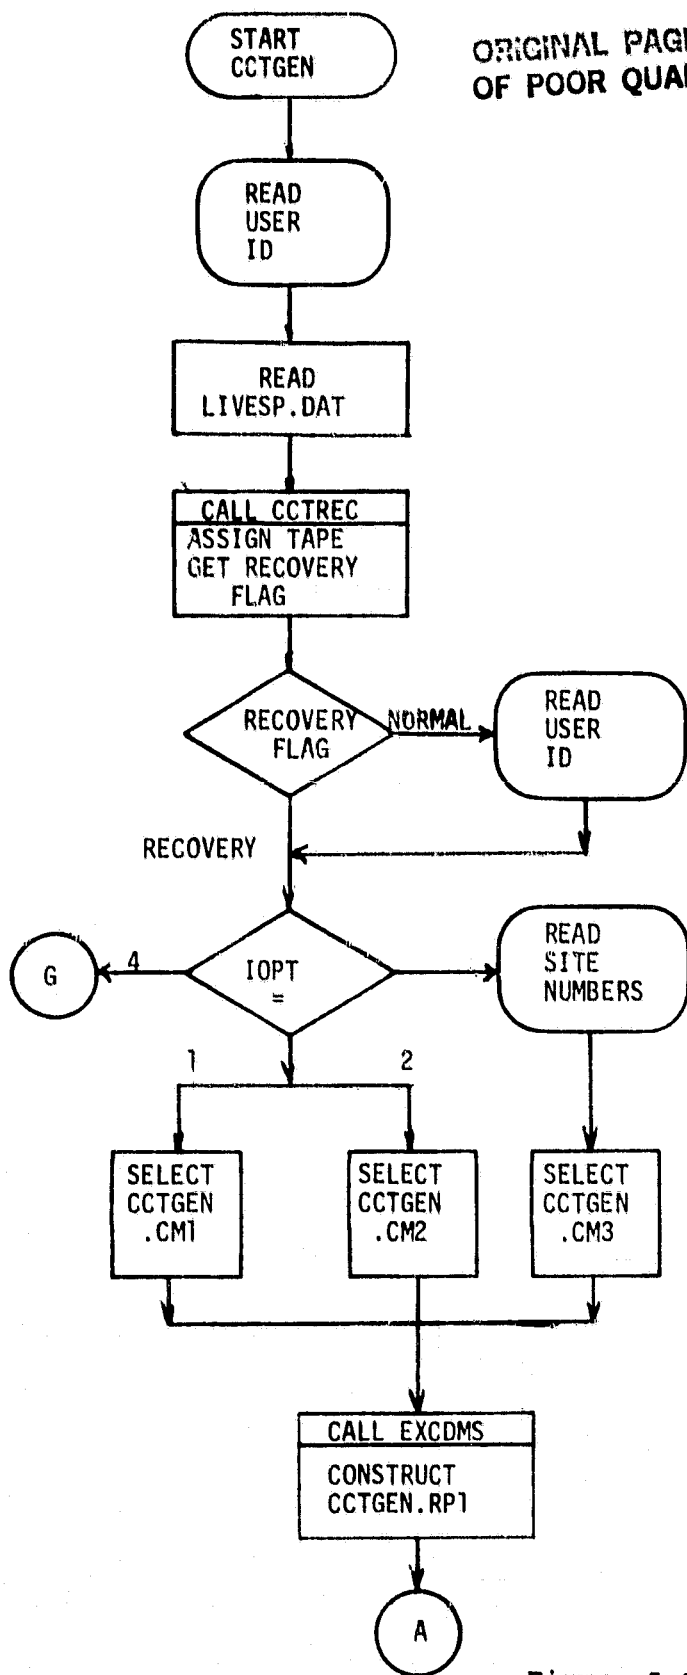 START
CCTGEN
ORIGINAL
OF POOR
READ
USER
ID
READ
LIVESP.DAT
CALL CCTREC
ASSIGN TAPE
GET RECOVERY
FLAG
RECOVERY
FLAG
NORMAL
READ
USER
ID
RECOVERY
G
4
IOPT
=
READ
SITE
NUMBERS
1
2
SELECT
CCTGEN
.CM1
SELECT
CCTGEN
.CM2
SELECT
CCTGEN
.CM3
CALL EXCDMS
CONSTRUCT
CCTGEN.RP1
A